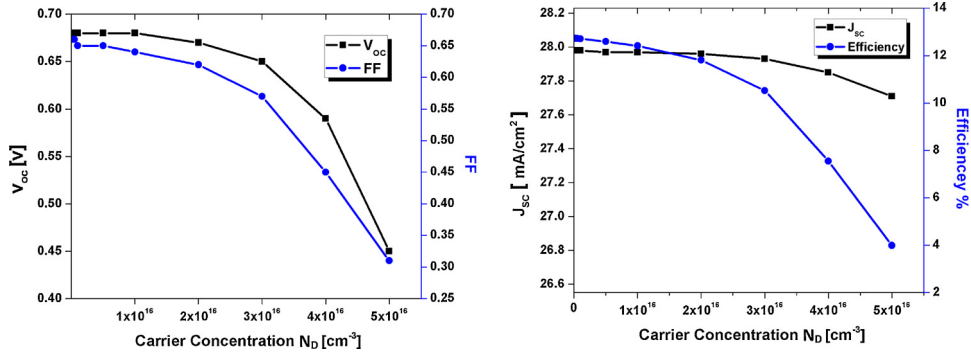 0.70
0.65
0.60
0.55
0.50
0.45
0.40
V_OC [V]
V_OC
FF
0.70
0.65
0.60
0.55
0.50
0.45
0.40
0.35
0.30
0.25
FF
1x10^16
2x10^16
3x10^16
4x10^16
5x10^16
Carrier Concentration N_D [cm^-3]
28.2
28.0
27.8
27.6
27.4
27.2
27.0
26.8
26.6
J_SC [ mA/cm^2]
J_SC
Efficiency
14
12
10
8
6
4
2
Efficiencey %
0
1x10^16
2x10^16
3x10^16
4x10^16
5x10^16
Carrier Concentration N_D [cm^-3]